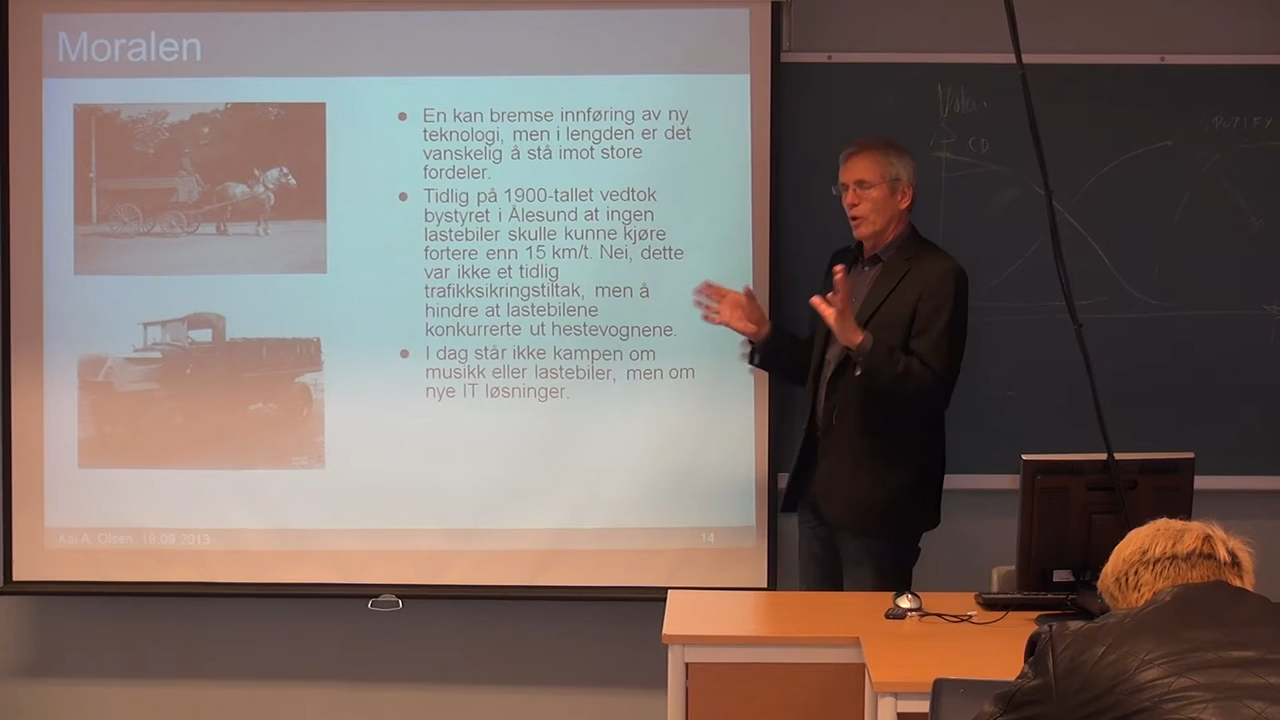 Moralen
En kan bremse innføring av ny
teknologi, men i lengden er det
vanskelig å stå imot store
fordeler.
Tidlig på 1900-tallet vedtok
bystyret i Ålesund at ingen
lastebiler skulle kunne kjøre
fortere enn 15 km/t. Nei, dette
var ikke et tidlig
trafikksikringstiltak, men å
hindre at lastebilene
konkurrerte ut hestevognene.
I dag står ikke kampen om
musikk eller lastebiler, men om
nye IT løsninger.
Kai A. Olsen 19.09.2013
14
CD
SPOTIFY